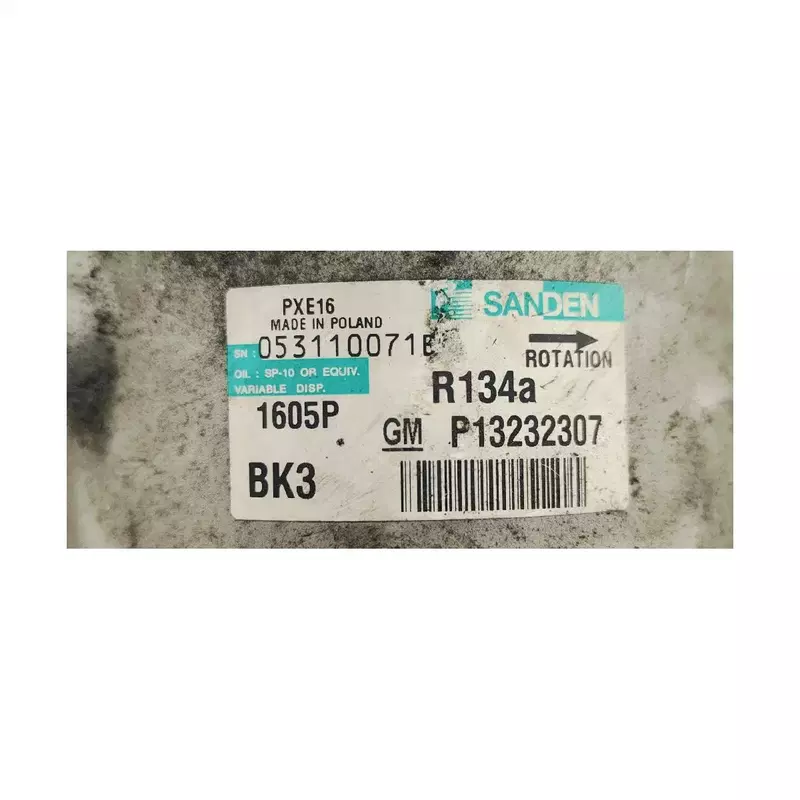 PXE16
MADE IN POLAND
SANDEN
SN: 053110071E
ROTATION
OIL : SP-10 OR EQUIV.
VARIABLE DISP.
R134a
1605P
GM P13232307
BK3